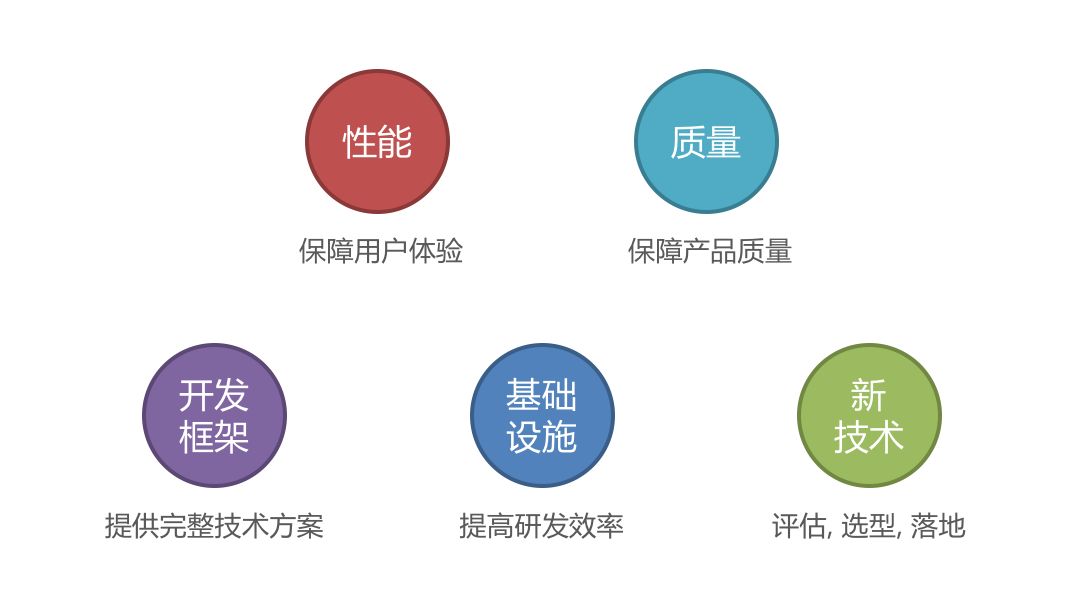 性能
质量
保障用户体验
保障产品质量
开发
框架
基础
设施
新
技术
提供完整技术方案
提高研发效率
评估, 选型, 落地